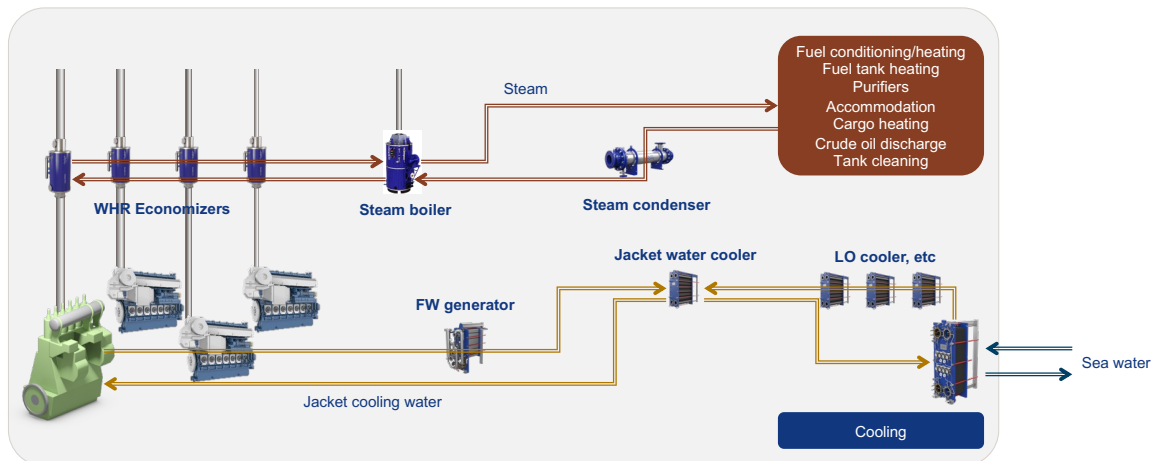 Fuel conditioning/heating
Fuel tank heating
Purifiers
Accommodation
Cargo heating
Crude oil discharge
Tank cleaning
Steam
WHR Economizers
Steam boiler
Steam condenser
Jacket water cooler
LO cooler, etc
FW generator
Sea water
Jacket cooling water
Cooling